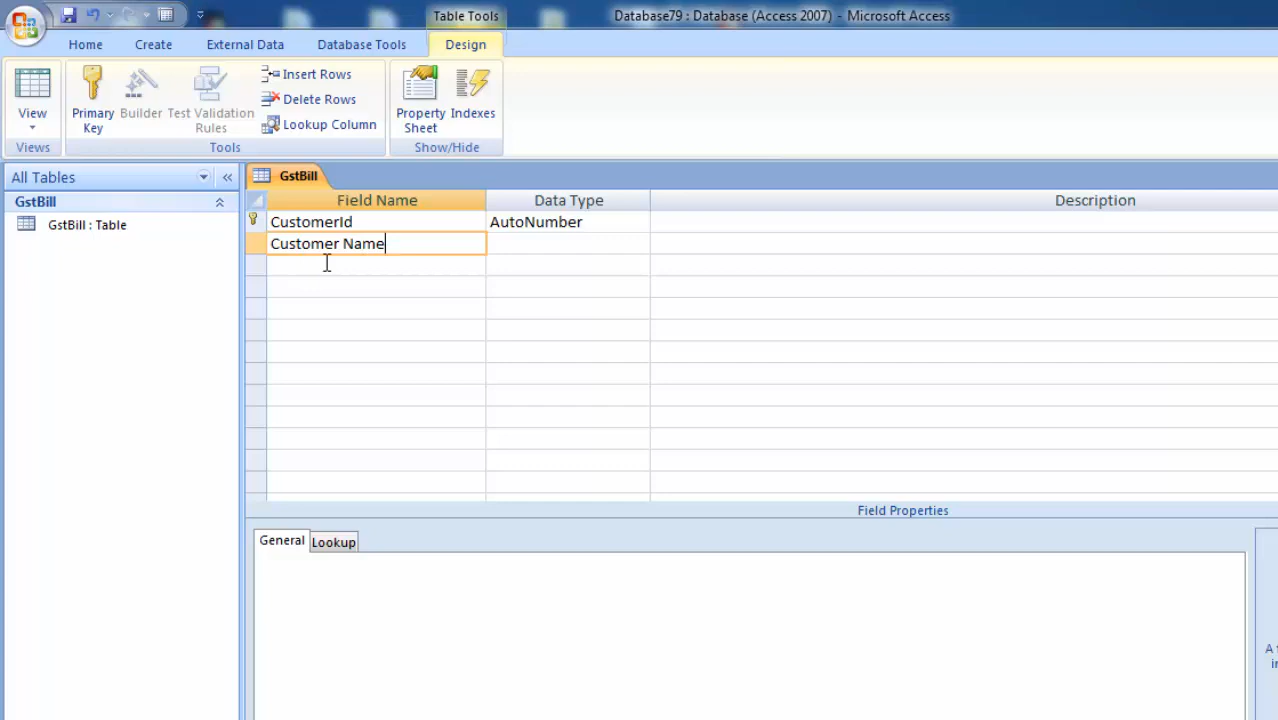 Table Tools
Database79 : Database (Access 2007) - Microsoft Access
Home
Create
External Data
Database Tools
Design
View
Primary
Key
Builder
Test Validation
Rules
Insert Rows
Delete Rows
Lookup Column
Property
Sheet
Indexes
Views
Tools
Show/Hide
All Tables
GstBill
GstBill : Table
GstBill
Field Name
Data Type
Description
CustomerId
AutoNumber
Customer Name
Field Properties
General
Lookup
A